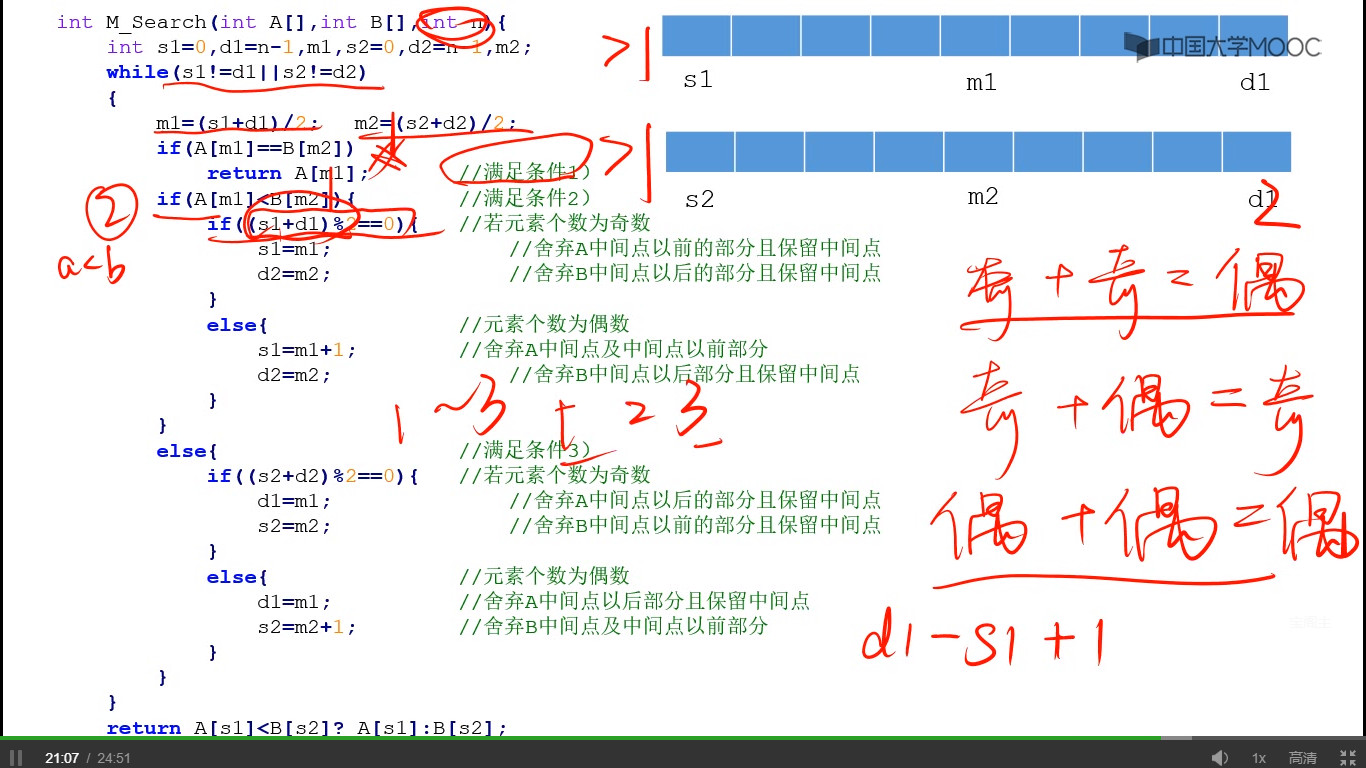 int M_Search(int A[],int B[],int n){
int s1=0,d1=n-1,m1,s2=0,d2=n-1,m2;
while(s1!=d1||s2!=d2)
{
m1=(s1+d1)/2; m2=(s2+d2)/2;
if(A[m1]==B[m2])
return A[m1]; //满足条件1）
if(A[m1]<B[m2]){ //满足条件2）
if((s1+d1)%2==0){ //若元素个数为奇数
s1=m1; //舍弃A中间点以前的部分且保留中间点
d2=m2; //舍弃B中间点以后的部分且保留中间点
}
else{ //元素个数为偶数
s1=m1+1; //舍弃A中间点及中间点以前部分
d2=m2; //舍弃B中间点以后部分且保留中间点
}
}
else{ //满足条件3）
if((s2+d2)%2==0){ //若元素个数为奇数
d1=m1; //舍弃A中间点以后的部分且保留中间点
s2=m2; //舍弃B中间点以前的部分且保留中间点
}
else{ //元素个数为偶数
d1=m1; //舍弃A中间点以后部分且保留中间点
s2=m2+1; //舍弃B中间点及中间点以前部分
}
}
}
return A[s1]<B[s2]? A[s1]:B[s2];
中国大学MOOC
>1
s1 m1 d1
>1
s2 m2 d1
2
②
a<b
奇+奇=偶
奇+偶=奇
偶+偶=偶
1~3 + =3
d1-s1+1
21:07 / 24:51
1x 高清